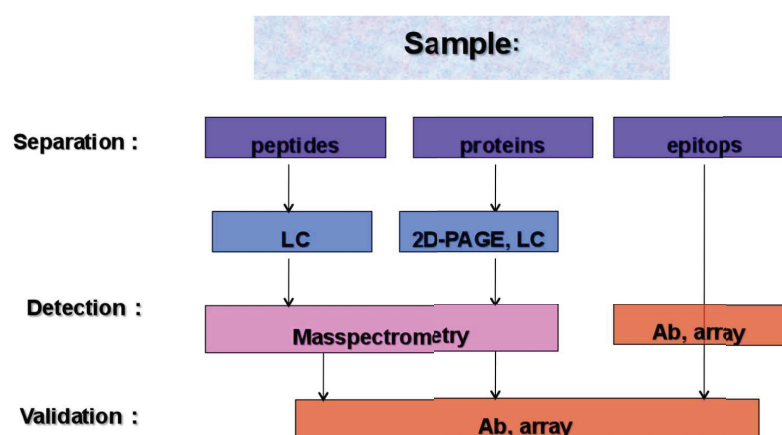 Sample:
Separation :
peptides
proteins
epitops
LC
2D-PAGE, LC
Detection :
Masspectrometry
Ab, array
Validation :
Ab, array